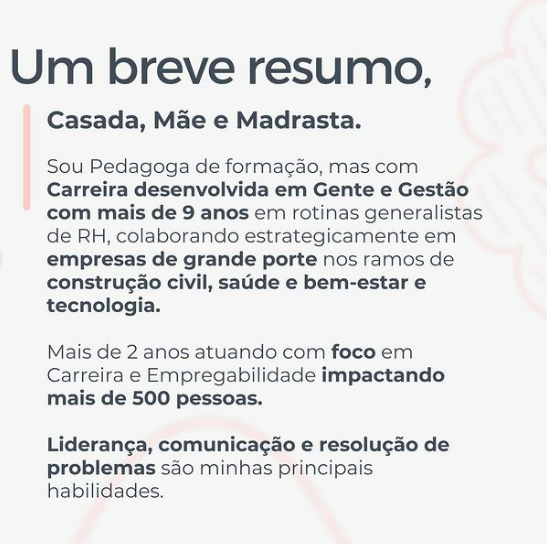 Um breve resumo,
Casada, Mãe e Madrasta.
Sou Pedagoga de formação, mas com
Carreira desenvolvida em Gente e Gestão
com mais de 9 anos em rotinas generalistas
de RH, colaborando estrategicamente em
empresas de grande porte nos ramos de
construção civil, saúde e bem-estar e
tecnologia.
Mais de 2 anos atuando com foco em
Carreira e Empregabilidade impactando
mais de 500 pessoas.
Liderança, comunicação e resolução de
problemas são minhas principais
habilidades.